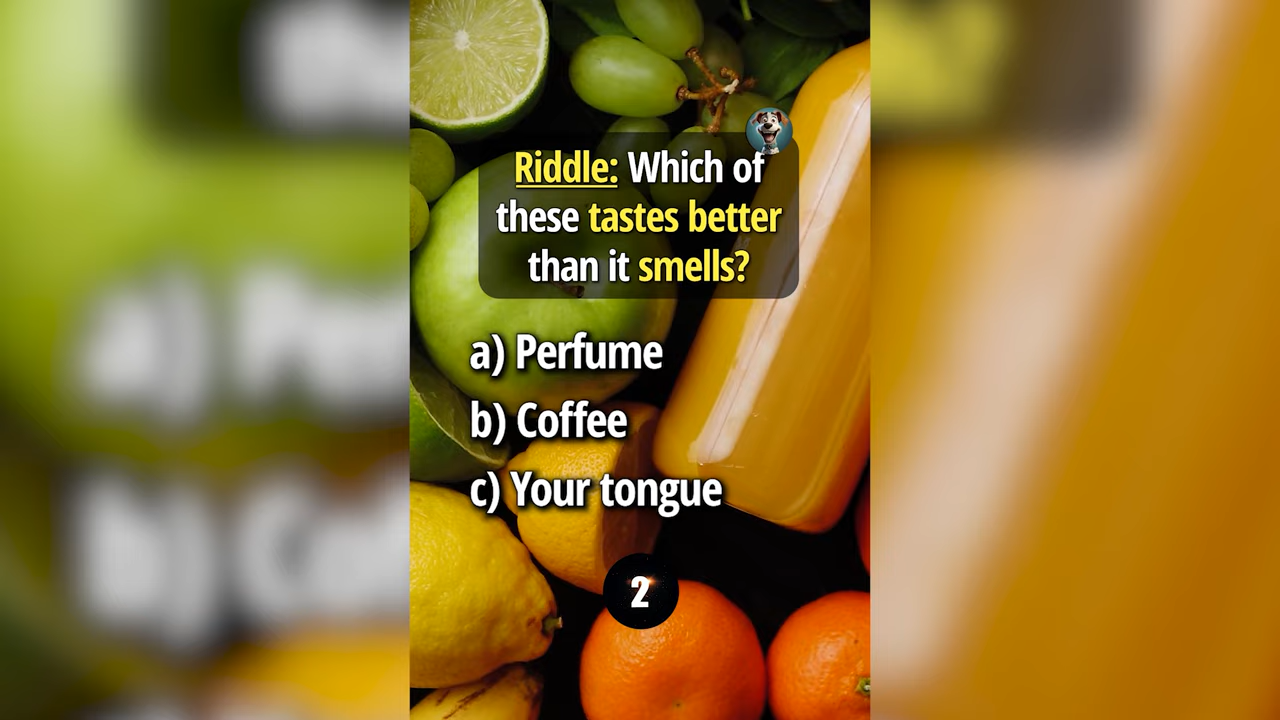 Riddle: Which of
these tastes better
than it smells?
a) Perfume
b) Coffee
c) Your tongue
2